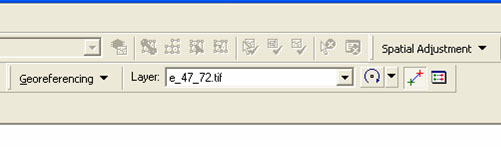 Spatial Adjustment
Georeferencing Layer: e_47_72.tif